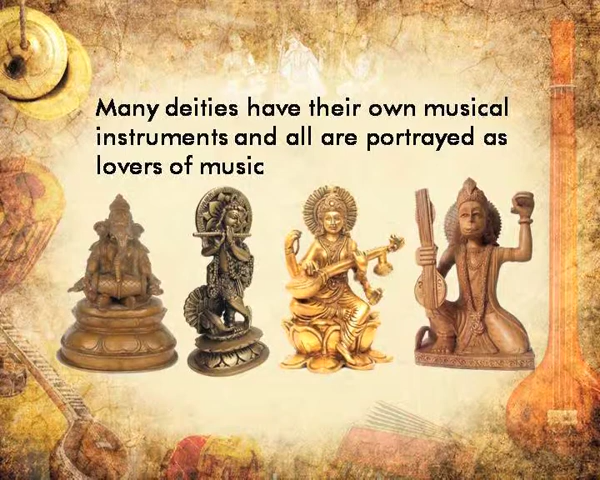 Many deities have their own musical
instruments and all are portrayed as
lovers of music